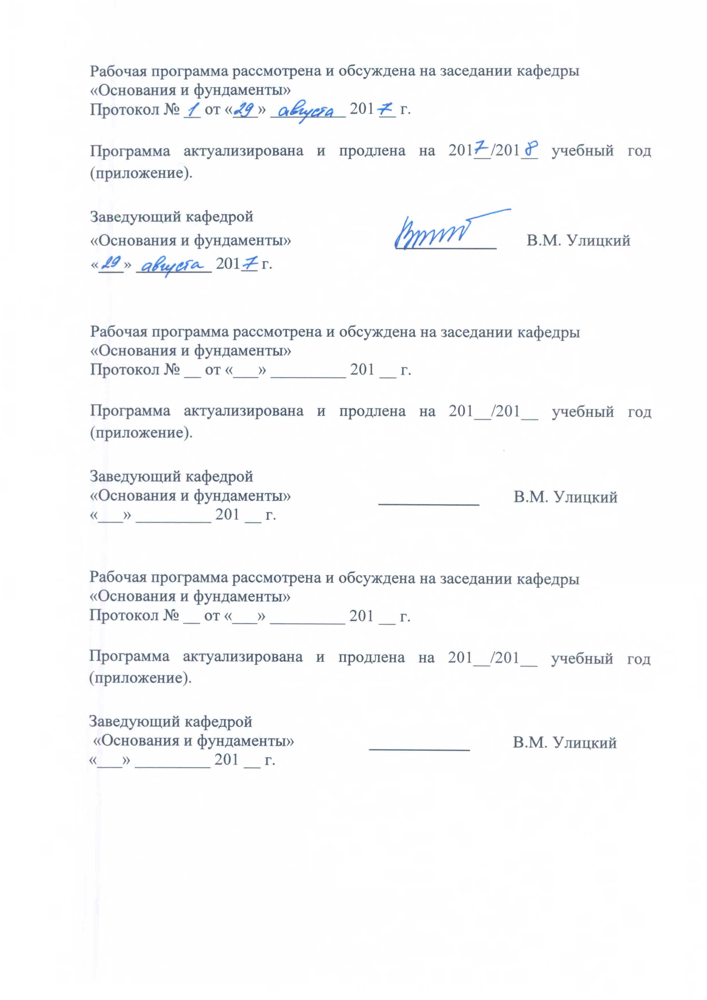 Рабочая программа рассмотрена и обсуждена на заседании кафедры
«Основания и фундаменты»
Протокол № 1 от «29» августа 2017 г.
Программа актуализирована и продлена на 2017/2018 учебный год
(приложение).
Заведующий кафедрой
«Основания и фундаменты» В.М. Улицкий
«29» августа 2017 г.
Рабочая программа рассмотрена и обсуждена на заседании кафедры
«Основания и фундаменты»
Протокол № __ от «___» _________ 201 __ г.
Программа актуализирована и продлена на 201__/201__ учебный год
(приложение).
Заведующий кафедрой
«Основания и фундаменты» ____________ В.М. Улицкий
«___» _________ 201 __ г.
Рабочая программа рассмотрена и обсуждена на заседании кафедры
«Основания и фундаменты»
Протокол № __ от «___» _________ 201 __ г.
Программа актуализирована и продлена на 201__/201__ учебный год
(приложение).
Заведующий кафедрой
«Основания и фундаменты» ____________ В.М. Улицкий
«___» _________ 201 __ г.